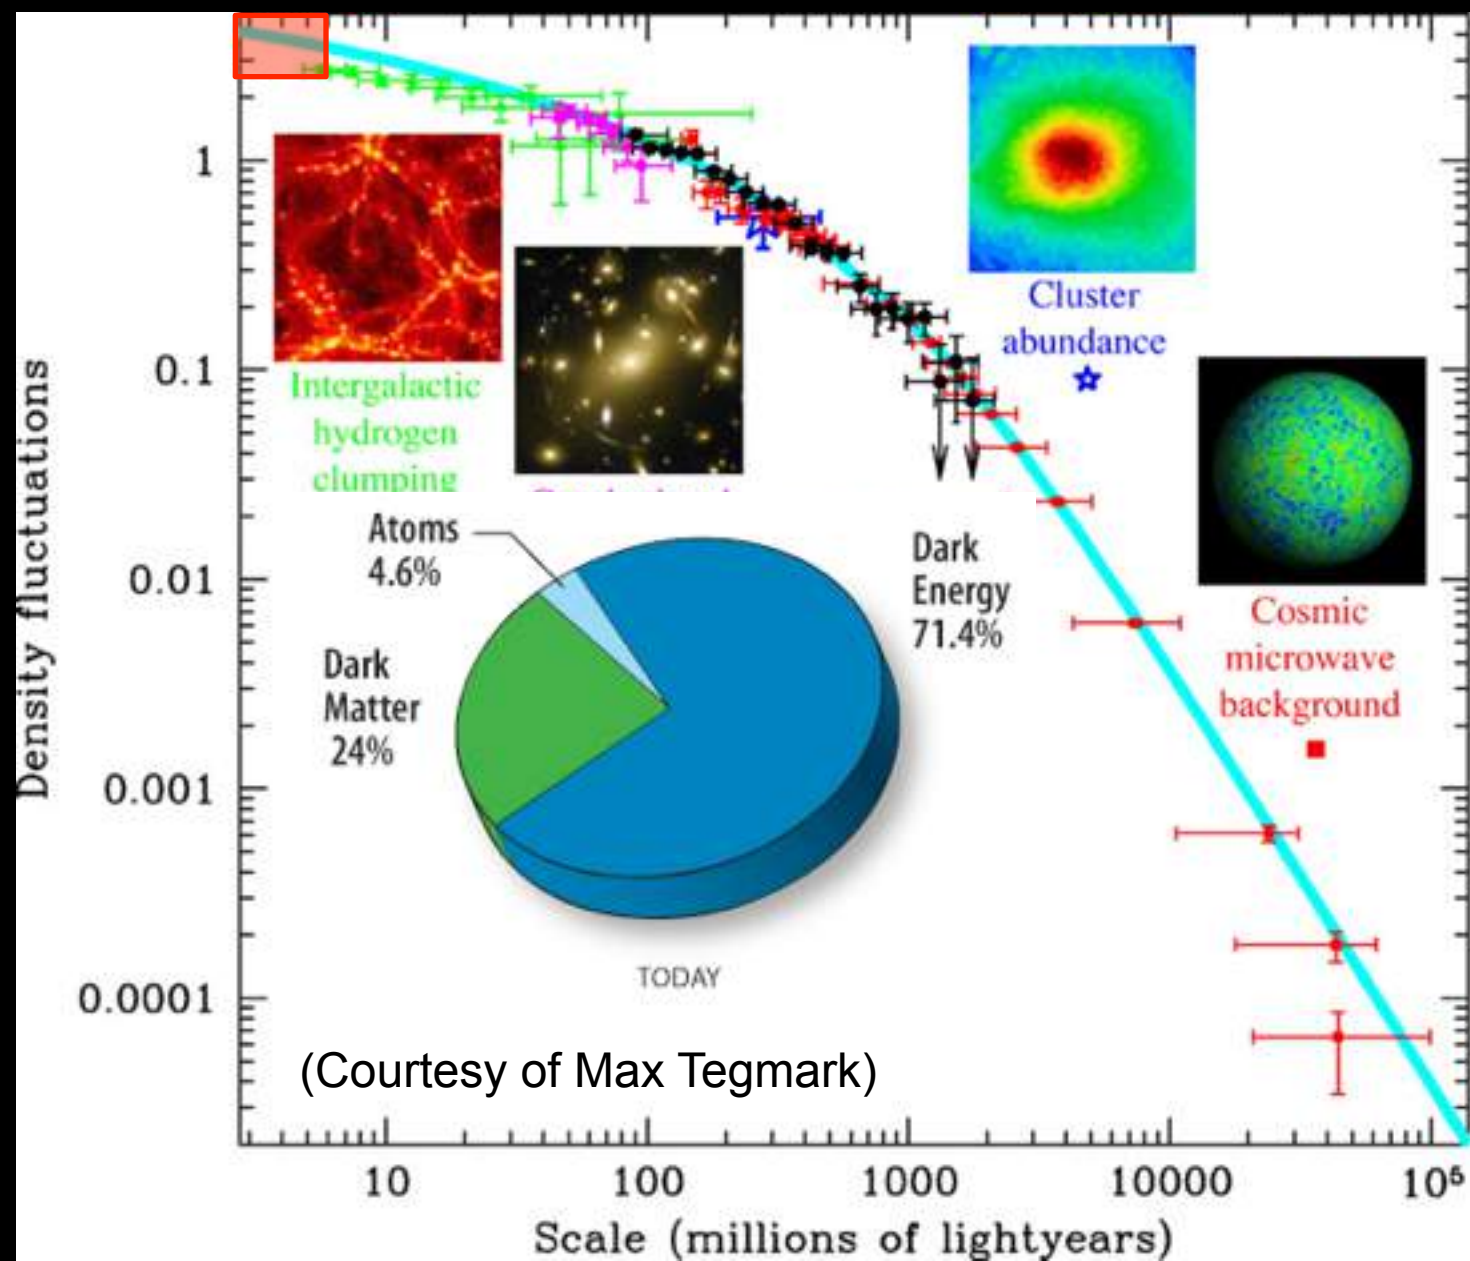 Density fluctuations
1
0.1
0.01
0.001
0.0001
Intergalactic
hydrogen
clumping
Cluster
abundance
Cosmic
microwave
background
Atoms
4.6%
Dark
Matter
24%
Dark
Energy
71.4%
TODAY
(Courtesy of Max Tegmark)
10
100
1000
10000
10⁵
Scale (millions of lightyears)